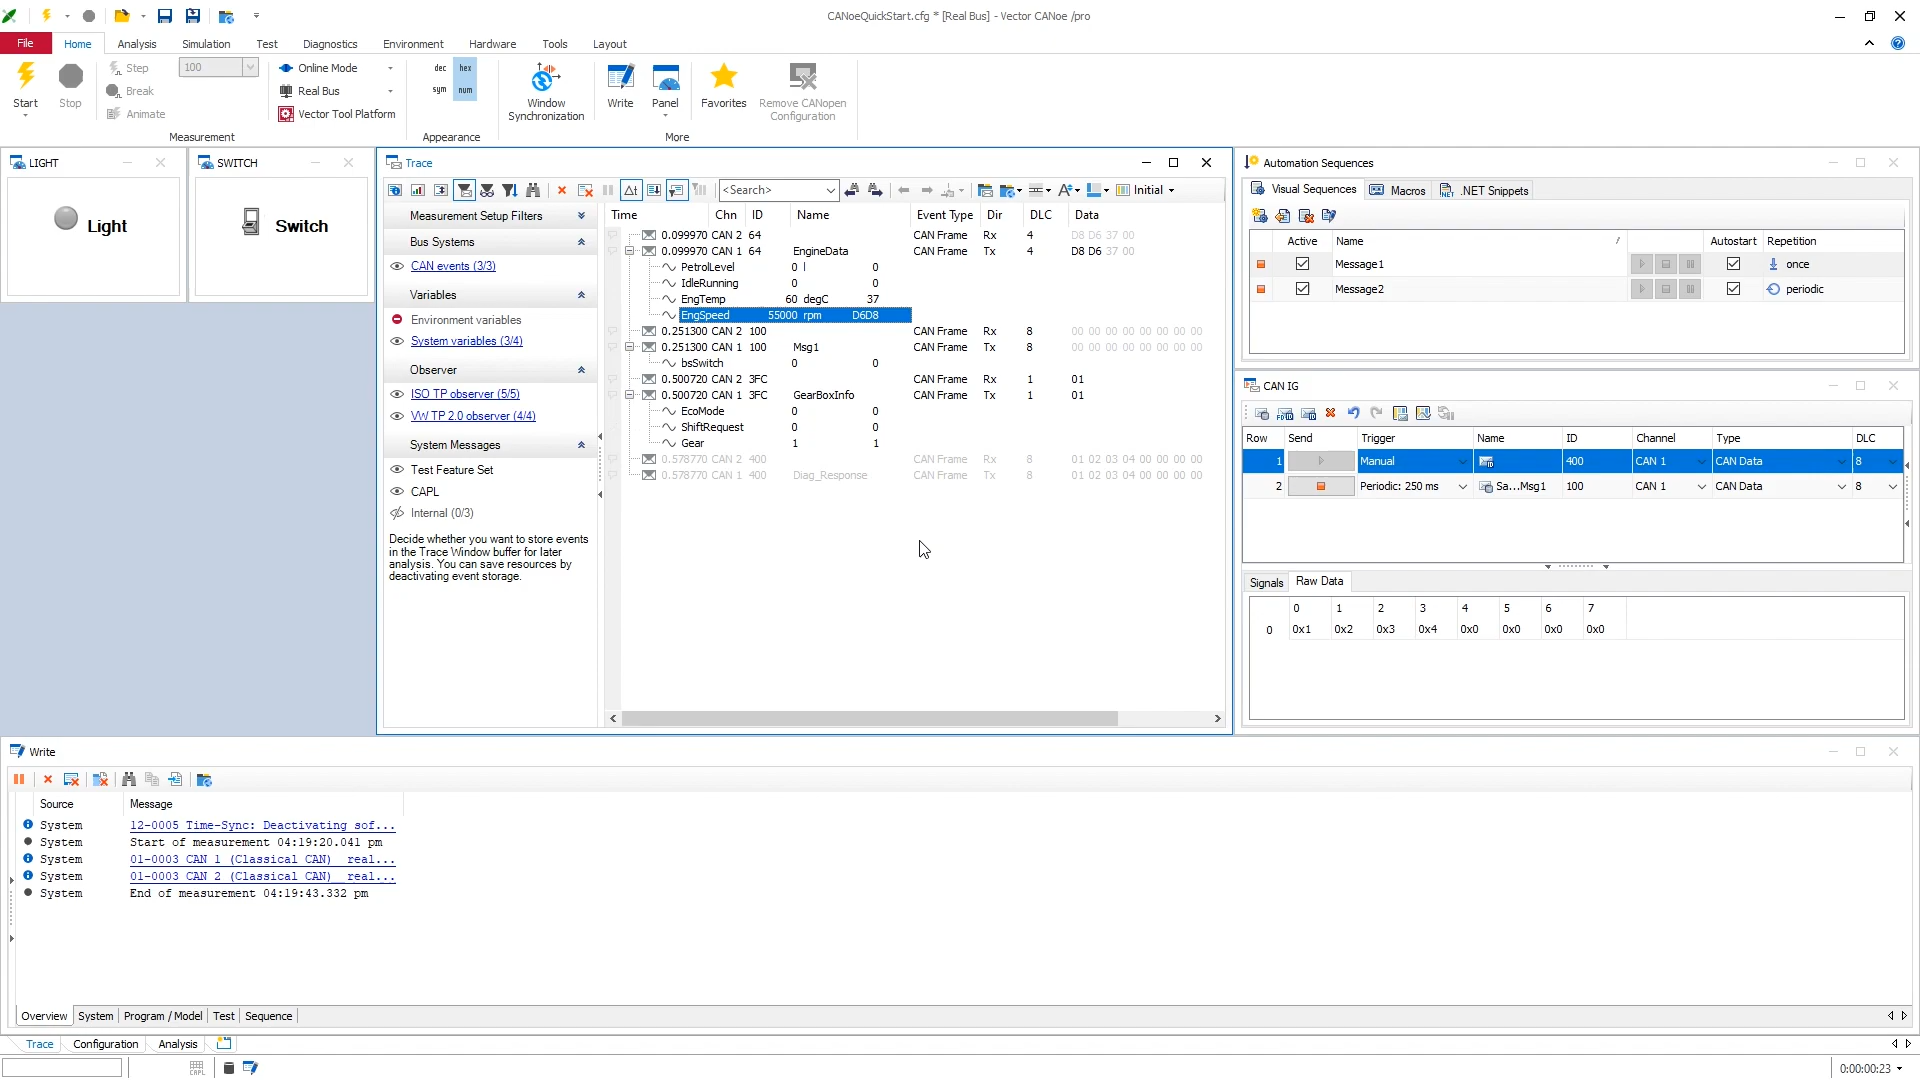 CANoeQuickStart.cfg * [Real Bus] - Vector CANoe /pro
File Home Analysis Simulation Test Diagnostics Environment Hardware Tools Layout
Start
Stop
Step
100
Break
Animate
Online Mode
Real Bus
Vector Tool Platform
Measurement
dec hex
sym num
Appearance
Window Synchronization
Write
Panel
Favorites
Remove CANopen Configuration
More
LIGHT
Light
SWITCH
Switch
Trace
<Search>
Initial
Measurement Setup Filters
Bus Systems
CAN events (3/3)
Variables
Environment variables
System variables (3/4)
Observer
ISO TP observer (5/5)
VW TP 2.0 observer (4/4)
System Messages
Test Feature Set
CAPL
Internal (0/3)
Decide whether you want to store events
in the Trace Window buffer for later
analysis. You can save resources by
deactivating event storage.
Time Chn ID Name Event Type Dir DLC Data
0.099970 CAN 2 64 CAN Frame Rx 4 D8 D6 37 00
0.099970 CAN 1 64 EngineData CAN Frame Tx 4 D8 D6 37 00
PetrolLevel 0 l 0
IdleRunning 0 0
EngTemp 60 degC 37
EngSpeed 55000 rpm D6D8
0.251300 CAN 2 100 CAN Frame Rx 8 00 00 00 00 00 00 00 00
0.251300 CAN 1 100 Msg1 CAN Frame Tx 8 00 00 00 00 00 00 00 00
bsSwitch 0 0
0.500720 CAN 2 3FC CAN Frame Rx 1 01
0.500720 CAN 1 3FC GearBoxInfo CAN Frame Tx 1 01
EcoMode 0 0
ShiftRequest 0 0
Gear 1 1
0.578770 CAN 2 400 CAN Frame Rx 8 01 02 03 04 00 00 00 00
0.578770 CAN 1 400 Diag_Response CAN Frame Tx 8 01 02 03 04 00 00 00 00
Automation Sequences
Visual Sequences Macros .NET Snippets
Active Name / Autostart Repetition
Message1 once
Message2 periodic
CAN IG
Row Send Trigger Name ID Channel Type DLC
1 Manual 400 CAN 1 CAN Data 8
2 Periodic: 250 ms Sa...Msg1 100 CAN 1 CAN Data 8
Signals Raw Data
0 1 2 3 4 5 6 7
0 0x1 0x2 0x3 0x4 0x0 0x0 0x0 0x0
Write
Source Message
System 12-0005 Time-Sync: Deactivating sof...
System Start of measurement 04:19:20.041 pm
System 01-0003 CAN 1 (Classical CAN) real...
System 01-0003 CAN 2 (Classical CAN) real...
System End of measurement 04:19:43.332 pm
Overview System Program / Model Test Sequence
Trace Configuration Analysis
CAPL
0:00:00:23